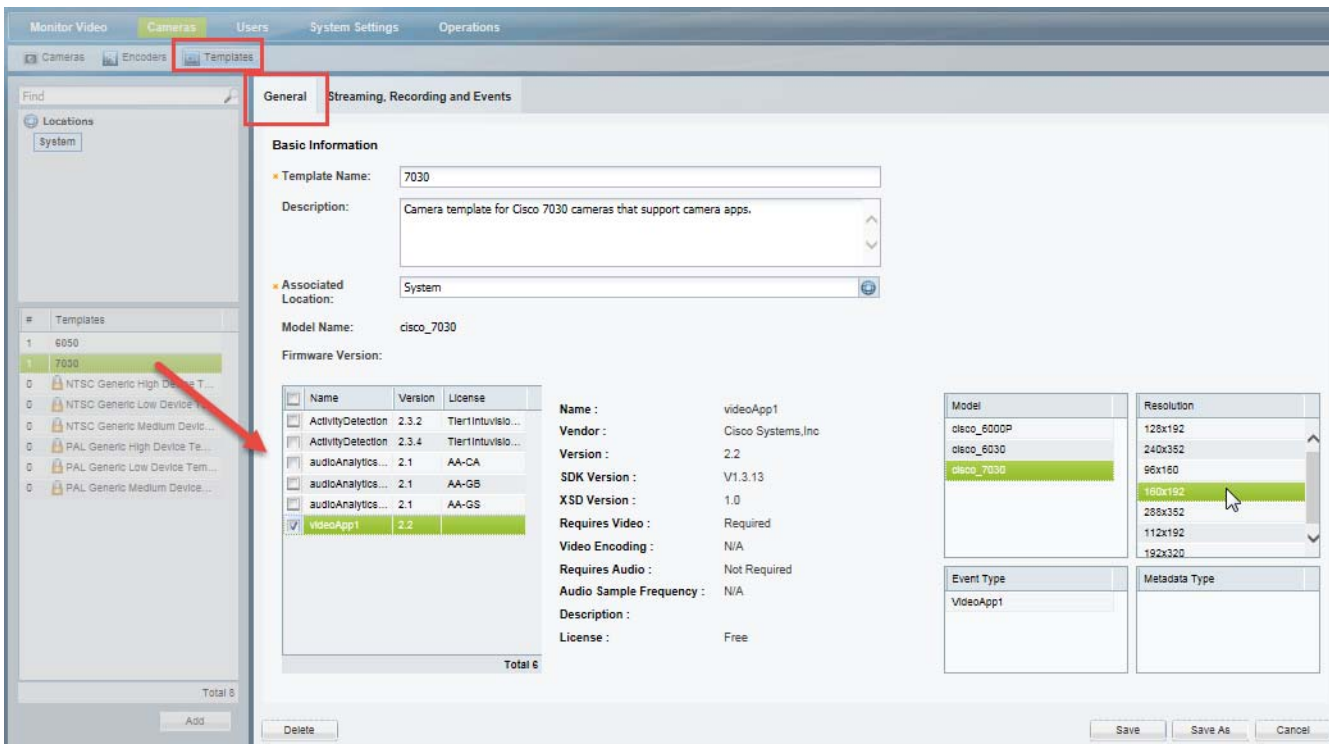 Monitor Video Cameras Users System Settings Operations
Cameras Encoders Templates
Find
Locations
System
# Templates
1 6050
1 7030
0 NTSC Generic High Device T...
0 NTSC Generic Low Device
0 NTSC Generic Medium Devic...
0 PAL Generic High Device Te...
0 PAL Generic Low Device Tem...
0 PAL Generic Medium Device...
Total 8
Add
General Streaming, Recording and Events
Basic Information
Template Name: 7030
Description: Camera template for Cisco 7030 cameras that support camera apps.
Associated Location: System
Model Name: cisco_7030
Firmware Version:
Name Version License
ActivityDetection 2.3.2 Tier1Intuvisio...
ActivityDetection 2.3.4 Tier1Intuvisio...
audioAnalytics... 2.1 AA-CA
audioAnalytics... 2.1 AA-GB
audioAnalytics... 2.1 AA-GS
videoApp1 2.2
Total 6
Name : videoApp1
Vendor : Cisco Systems,Inc
Version : 2.2
SDK Version : V1.3.13
XSD Version : 1.0
Requires Video : Required
Video Encoding : N/A
Requires Audio : Not Required
Audio Sample Frequency : N/A
Description :
License : Free
Model
cisco_6000P
cisco_6030
cisco_7030
Resolution
128x192
240x352
96x160
160x192
288x352
112x192
192x320
Event Type
VideoApp1
Metadata Type
Delete Save Save As Cancel